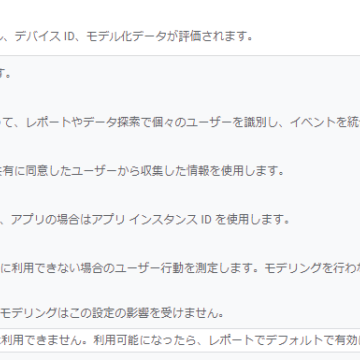 、デバイス ID、モデル化データが評価されます。
す。
て、レポートやデータ探索で個々のユーザーを識別し、イベントを統
有に同意したユーザーから収集した情報を使用します。
、アプリの場合はアプリ インスタンス ID を使用します。
に利用できない場合のユーザー行動を測定します。モデリングを行わ
モデリングはこの設定の影響を受けません。
利用できません。利用可能になったら、レポートでデフォルトで有効